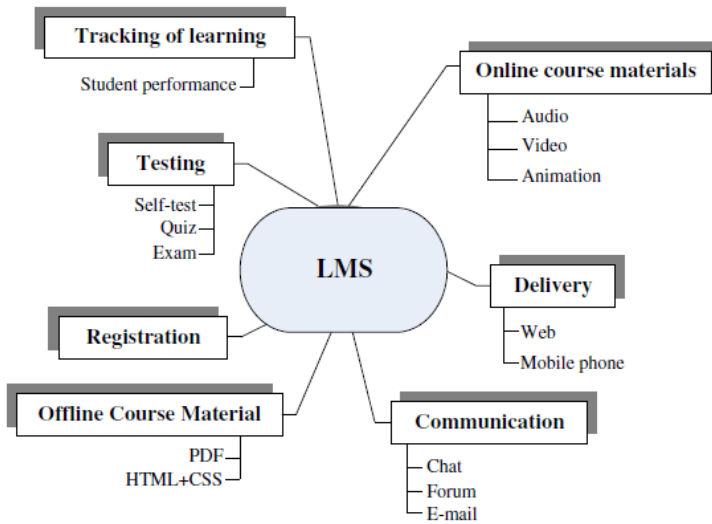 Tracking of learning
Student performance
Online course materials
Audio
Video
Animation
Testing
Self-test
Quiz
Exam
LMS
Delivery
Web
Mobile phone
Registration
Offline Course Material
PDF
HTML+CSS
Communication
Chat
Forum
E-mail